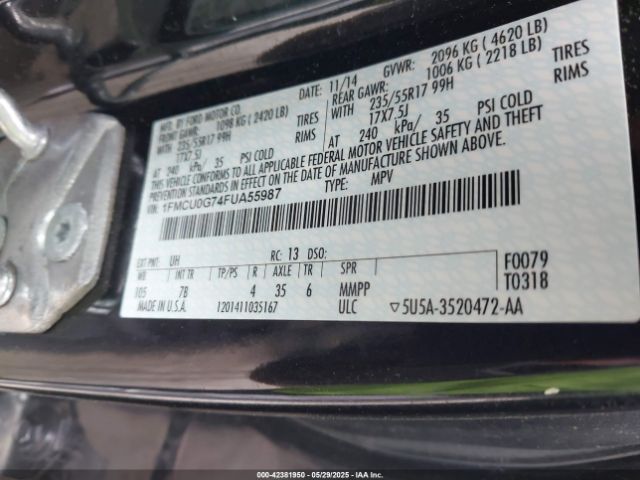 MFD. BY FORD MOTOR CO.
DATE: 11/14 GVWR: 2096 KG ( 4620 LB)
FRONT GAWR: 1098 KG ( 2420 LB) REAR GAWR: 1006 KG ( 2218 LB)
WITH 235/55R17 99H TIRES WITH 235/55R17 99H TIRES
17X7.5J RIMS 17X7.5J RIMS
AT 240 kPa/ 35 PSI COLD AT 240 kPa/ 35 PSI COLD
THIS VEHICLE CONFORMS TO ALL APPLICABLE FEDERAL MOTOR VEHICLE SAFETY AND THEFT
PREVENTION STANDARDS IN EFFECT ON THE DATE OF MANUFACTURE SHOWN ABOVE.
VIN: 1FMCU0G74FUA55987 TYPE: MPV
EXT PNT: UH RC: 13 DSO: F0079
WB INT TR TP/PS R AXLE TR SPR T0318
105 7B 4 35 6 MMPP
MADE IN U.S.A. 1201411035167 ULC ▽5U5A-3520472-AA
000-42381950 05/29/2025 IAA Inc.